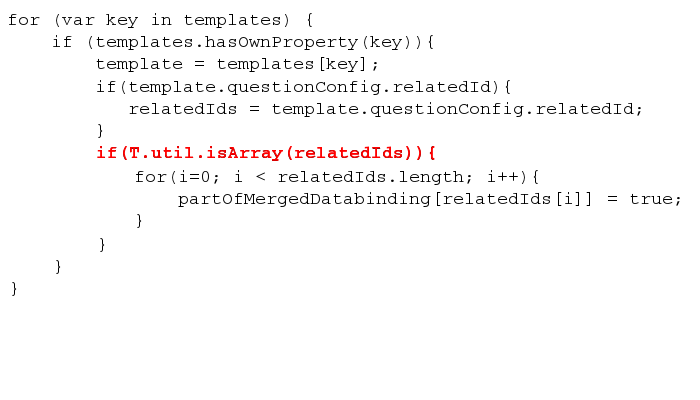 for (var key in templates) {
if (templates.hasOwnProperty(key)){
template = templates[key];
if(template.questionConfig.relatedId){
relatedIds = template.questionConfig.relatedId;
}
if(T.util.isArray(relatedIds)){
for(i=0; i < relatedIds.length; i++){
partOfMergedDatabinding[relatedIds[i]] = true;
}
}
}
}